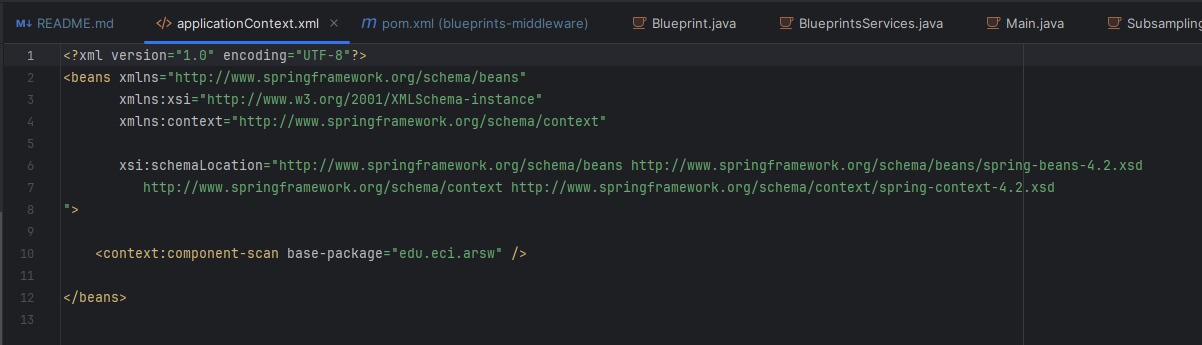 README.md applicationContext.xml pom.xml (blueprints-middleware) Blueprint.java BlueprintsServices.java Main.java Subsampling
1 <?xml version="1.0" encoding="UTF-8"?>
2 <beans xmlns="http://www.springframework.org/schema/beans"
3 xmlns:xsi="http://www.w3.org/2001/XMLSchema-instance"
4 xmlns:context="http://www.springframework.org/schema/context"
5
6 xsi:schemaLocation="http://www.springframework.org/schema/beans http://www.springframework.org/schema/beans/spring-beans-4.2.xsd
7 http://www.springframework.org/schema/context http://www.springframework.org/schema/context/spring-context-4.2.xsd
8 ">
9
10 <context:component-scan base-package="edu.eci.arsw" />
11
12 </beans>
13